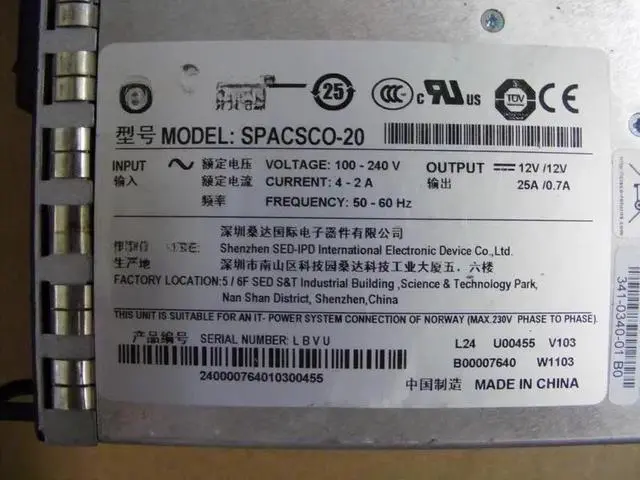 25
CCC
c RU us
TÜV
CE
型号 MODEL: SPACSCO-20
INPUT 输入
额定电压 VOLTAGE: 100 - 240 V
额定电流 CURRENT: 4 - 2 A
频率 FREQUENCY: 50 - 60 Hz
OUTPUT 输出
12V /12V
25A /0.7A
深圳桑达国际电子器件有限公司
Shenzhen SED-IPD International Electronic Device Co.,Ltd.
生产地 深圳市南山区科技园桑达科技工业大厦五．六楼
FACTORY LOCATION:5 / 6F SED S&T Industrial Building ,Science & Technology Park,
Nan Shan District, Shenzhen,China
THIS UNIT IS SUITABLE FOR AN IT- POWER SYSTEM CONNECTION OF NORWAY (MAX.230V PHASE TO PHASE).
产品编号 SERIAL NUMBER: L B V U
240000764010300455
L24 U00455 V103
B00007640 W1103
中国制造 MADE IN CHINA
341-0340-01 B0